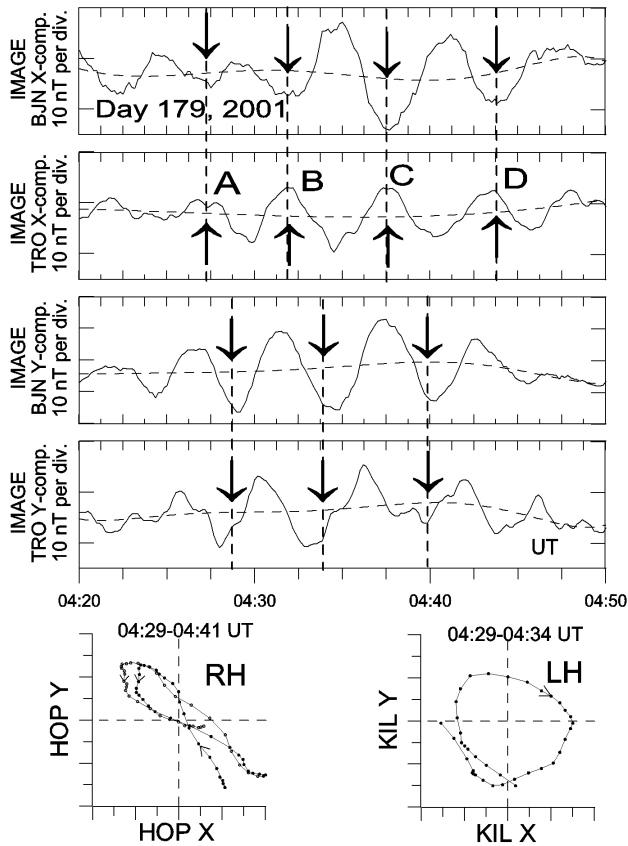 IMAGE
BJN X-comp.
10 nT per div.
Day 179, 2001
IMAGE
TRO X-comp.
10 nT per div.
A B C D
IMAGE
BJN Y-comp.
10 nT per div.
IMAGE
TRO Y-comp.
10 nT per div.
UT
04:20 04:30 04:40 04:50
04:29-04:41 UT
RH
HOP Y
HOP X
04:29-04:34 UT
LH
KIL Y
KIL X